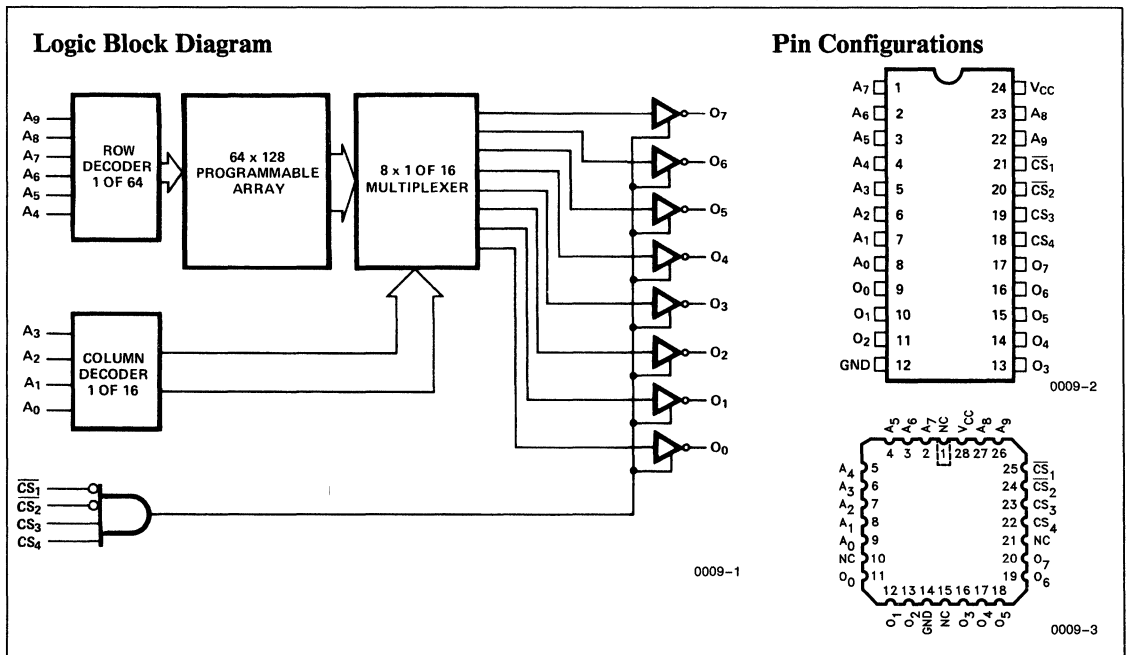 Logic Block Diagram
A9
A8
A7
A6
A5
A4
ROW
DECODER
1 OF 64
64 x 128
PROGRAMMABLE
ARRAY
8 x 1 OF 16
MULTIPLEXER
O7
O6
O5
O4
O3
O2
O1
O0
A3
A2
A1
A0
COLUMN
DECODER
1 OF 16
C̅S̅1
C̅S̅2
CS3
CS4
0009-1
Pin Configurations
A7 1 24 VCC
A6 2 23 A8
A5 3 22 A9
A4 4 21 C̅S̅1
A3 5 20 C̅S̅2
A2 6 19 CS3
A1 7 18 CS4
A0 8 17 O7
O0 9 16 O6
O1 10 15 O5
O2 11 14 O4
GND 12 13 O3
0009-2
A5 A6 A7 NC VCC A8 A9
4 3 2 1 28 27 26
A4 5 25 C̅S̅1
A3 6 24 C̅S̅2
A2 7 23 CS3
A1 8 22 CS4
A0 9 21 NC
NC 10 20 O7
O0 11 19 O6
12 13 14 15 16 17 18
O1 O2 GND NC O3 O4 O5
0009-3